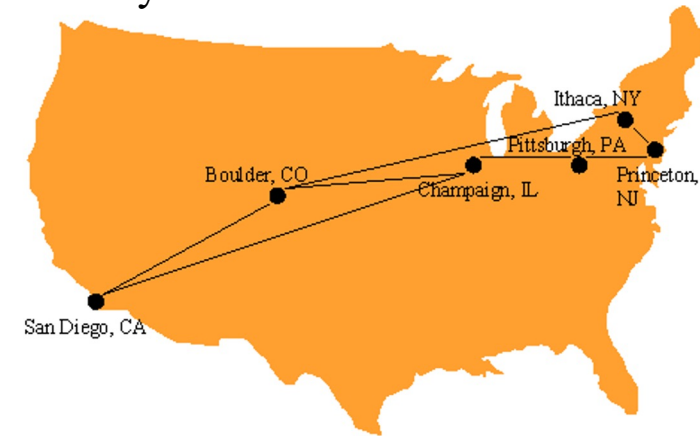 Ithaca, NY
Pittsburgh, PA
Boulder, CO
Princeton,
NJ
Champaign, IL
San Diego, CA